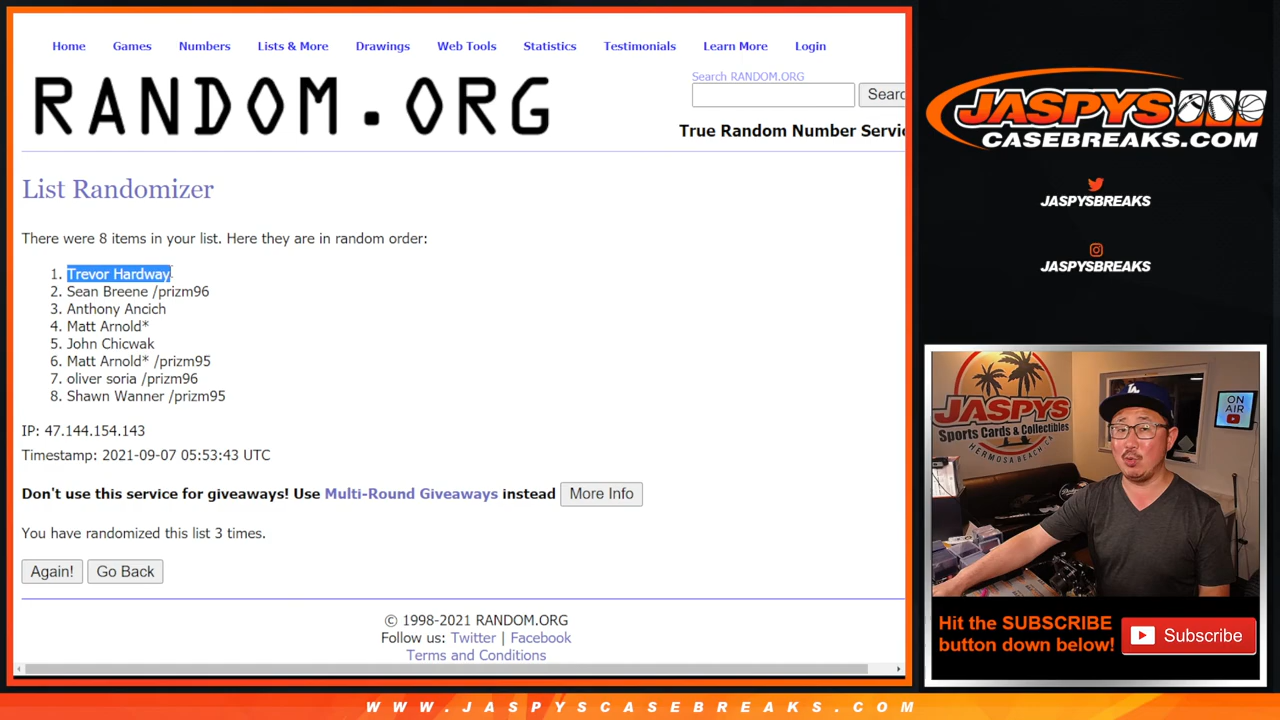 Home Games Numbers Lists & More Drawings Web Tools Statistics Testimonials Learn More Login
RANDOM.ORG
Search RANDOM.ORG
Searc
True Random Number Servic
List Randomizer
There were 8 items in your list. Here they are in random order:
1. Trevor Hardway
2. Sean Breene /prizm96
3. Anthony Ancich
4. Matt Arnold*
5. John Chicwak
6. Matt Arnold* /prizm95
7. oliver soria /prizm96
8. Shawn Wanner /prizm95
IP: 47.144.154.143
Timestamp: 2021-09-07 05:53:43 UTC
Don't use this service for giveaways! Use Multi-Round Giveaways instead More Info
You have randomized this list 3 times.
Again! Go Back
© 1998-2021 RANDOM.ORG
Follow us: Twitter | Facebook
Terms and Conditions
JASPYS
CASEBREAKS.COM
JASPYSBREAKS
JASPYSBREAKS
JASPYS
Sports Cards & Collectibles
HERMOSA BEACH CA
LA
ON
AIR
Hit the SUBSCRIBE
button down below!
Subscribe
WWW.JASPYSCASEBREAKS.COM